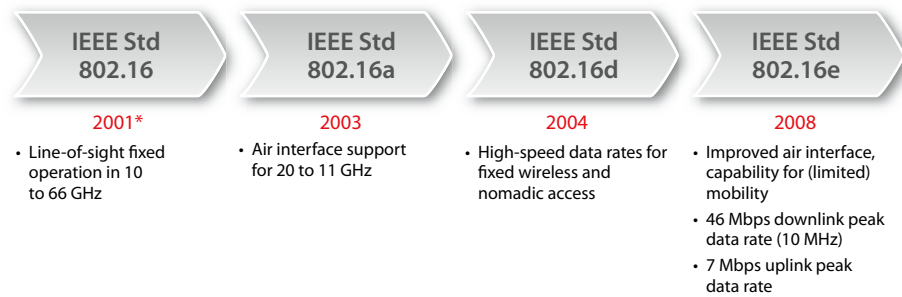 IEEE Std
802.16
2001*
• Line-of-sight fixed
operation in 10
to 66 GHz
IEEE Std
802.16a
2003
• Air interface support
for 20 to 11 GHz
IEEE Std
802.16d
2004
• High-speed data rates for
fixed wireless and
nomadic access
IEEE Std
802.16e
2008
• Improved air interface,
capability for (limited)
mobility
• 46 Mbps downlink peak
data rate (10 MHz)
• 7 Mbps uplink peak
data rate